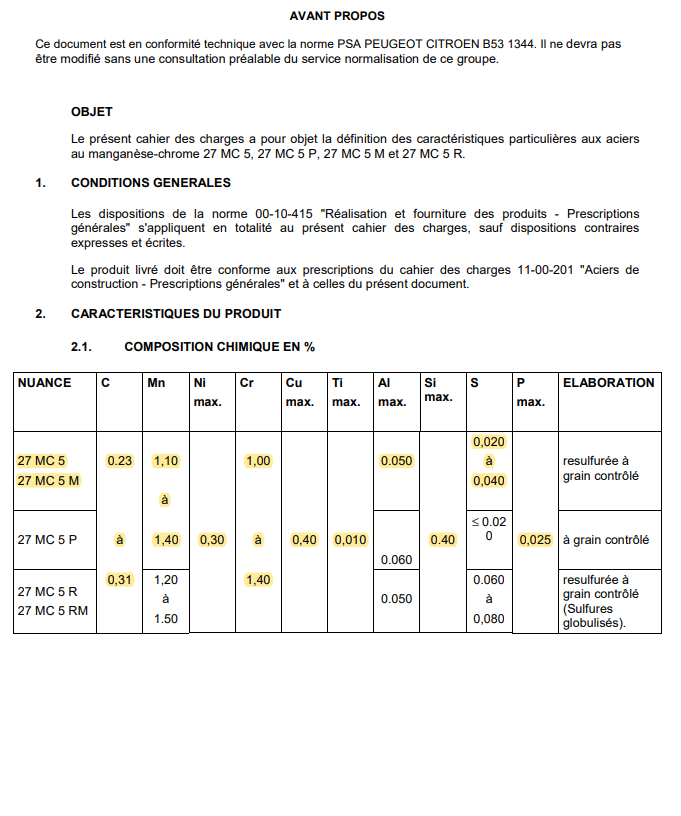 AVANT PROPOS
Ce document est en conformité technique avec la norme PSA PEUGEOT CITROEN B53 1344. Il ne devra pas
être modifié sans une consultation préalable du service normalisation de ce groupe.
OBJET
Le présent cahier des charges a pour objet la définition des caractéristiques particulières aux aciers
au manganèse-chrome 27 MC 5, 27 MC 5 P, 27 MC 5 M et 27 MC 5 R.
1. CONDITIONS GENERALES
Les dispositions de la norme 00-10-415 "Réalisation et fourniture des produits - Prescriptions
générales" s'appliquent en totalité au présent cahier des charges, sauf dispositions contraires
expresses et écrites.
Le produit livré doit être conforme aux prescriptions du cahier des charges 11-00-201 "Aciers de
construction - Prescriptions générales" et à celles du présent document.
2. CARACTERISTIQUES DU PRODUIT
2.1. COMPOSITION CHIMIQUE EN %
NUANCE C Mn Ni Cr Cu Ti Al Si S P ELABORATION
max. max. max. max. max. max.
0,020
27 MC 5 0.23 1,10 1,00 0.050 à resulfurée à
27 MC 5 M 0,040 grain contrôlé
à
≤ 0.02
27 MC 5 P à 1,40 0,30 à 0,40 0,010 0.40 0 0,025 à grain contrôlé
0.060
0,31 1,20 1,40 0.060 resulfurée à
27 MC 5 R à 0.050 à grain contrôlé
27 MC 5 RM 1.50 0,080 (Sulfures
globulisés).